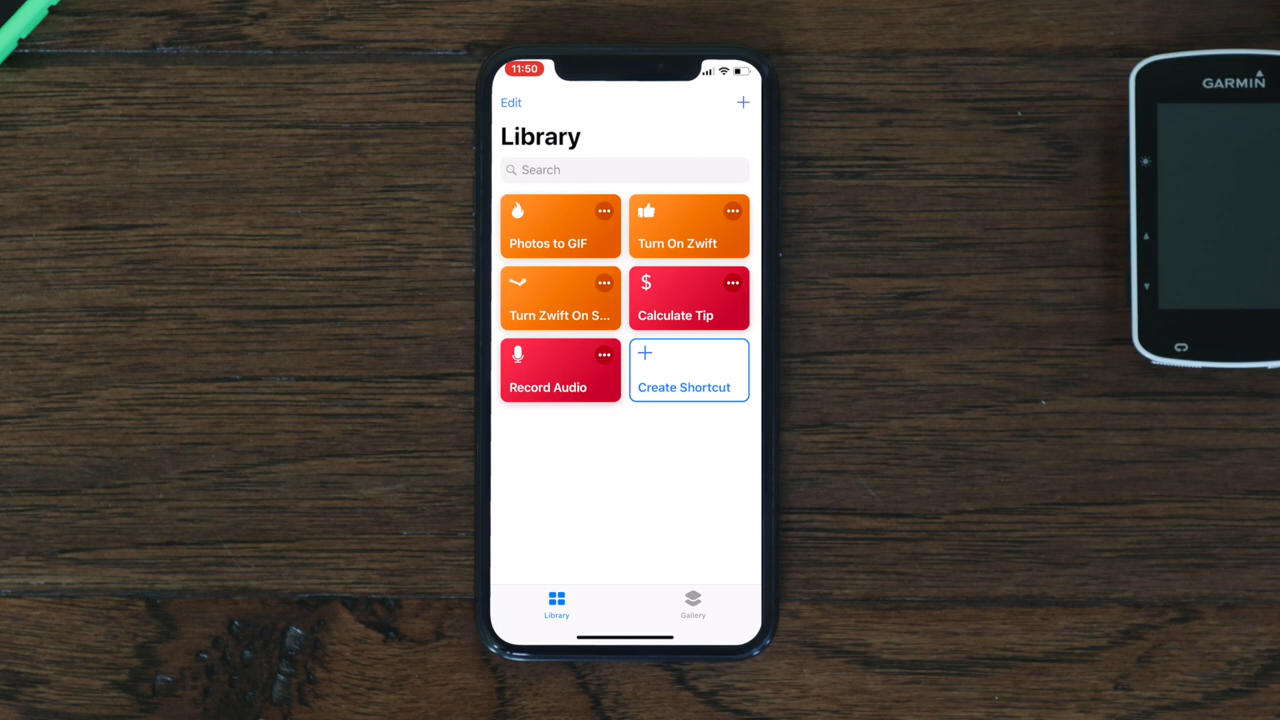 11:50
Edit
Library
Search
Photos to GIF
Turn On Zwift
Turn Zwift On S...
Calculate Tip
Record Audio
Create Shortcut
Library
Gallery
GARMIN